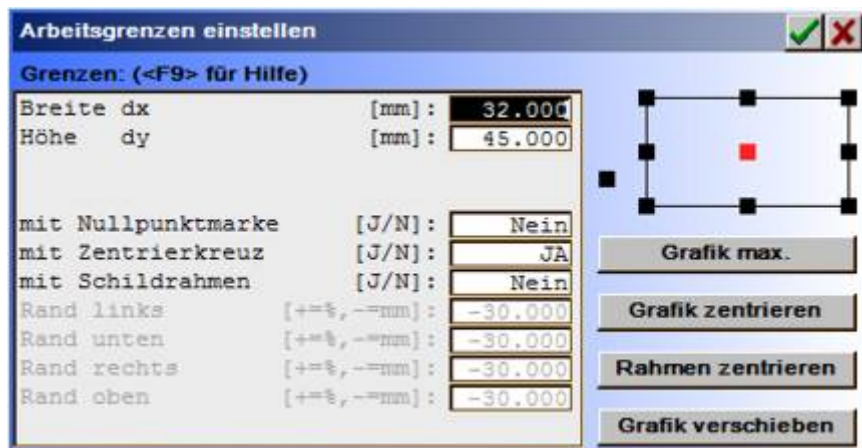 Arbeitsgrenzen einstellen
Grenzen: (<F9> für Hilfe)
Breite dx [mm]: 32.000
Höhe dy [mm]: 45.000
mit Nullpunktmarke [J/N]: Nein
mit Zentrierkreuz [J/N]: JA
mit Schildrahmen [J/N]: Nein
Rand links [+=%,-=mm]: -30.000
Rand unten [+=%,-=mm]: -30.000
Rand rechts [+=%,-=mm]: -30.000
Rand oben [+=%,-=mm]: -30.000
Grafik max.
Grafik zentrieren
Rahmen zentrieren
Grafik verschieben